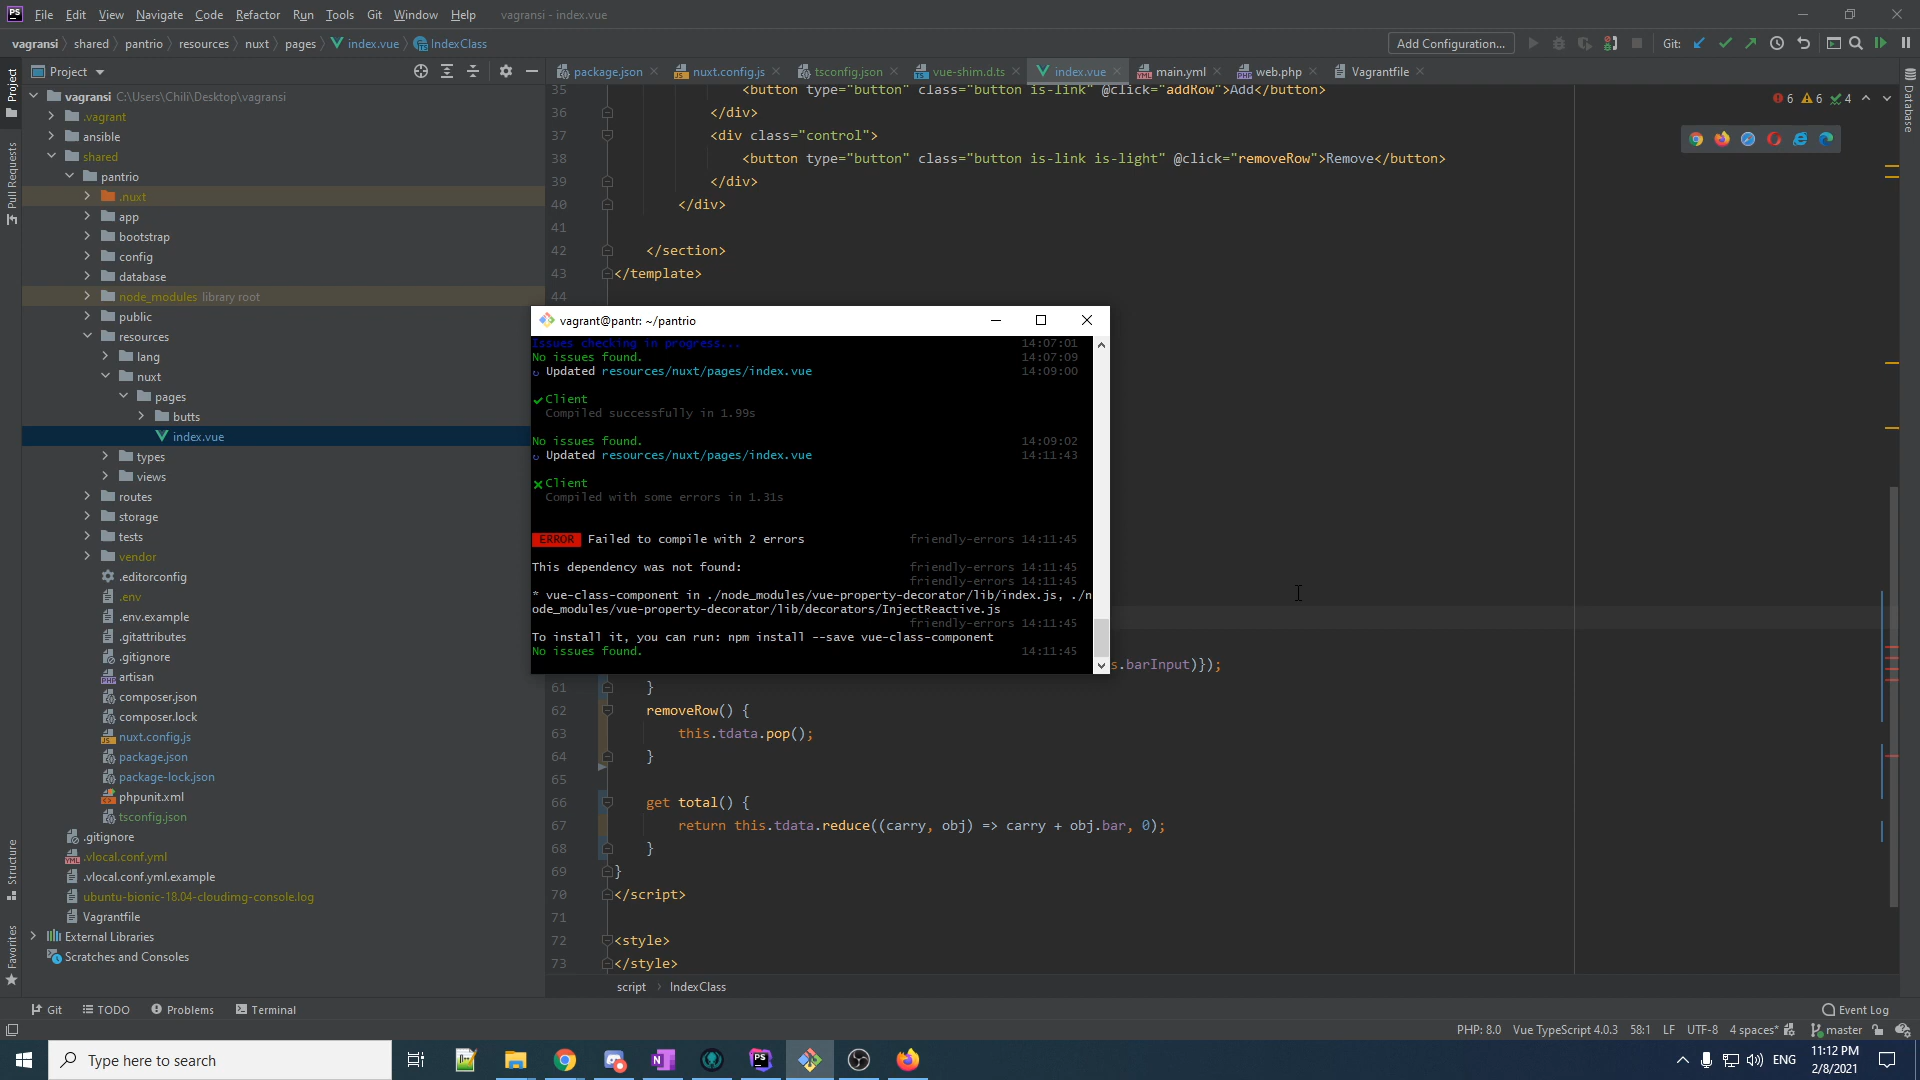 PS File Edit View Navigate Code Refactor Run Tools Git Window Help vagransi - index.vue
vagransi shared pantrio resources nuxt pages index.vue IndexClass Add Configuration... Git:
Project package.json nuxt.config.js tsconfig.json vue-shim.d.ts index.vue main.yml web.php Vagrantfile
Project
Pull Requests
Structure
Favorites
Database
vagransi C:\Users\Chili\Desktop\vagransi
.vagrant
ansible
shared
pantrio
.nuxt
app
bootstrap
config
database
node_modules library root
public
resources
lang
nuxt
pages
butts
index.vue
types
views
routes
storage
tests
vendor
.editorconfig
.env
.env.example
.gitattributes
.gitignore
artisan
composer.json
composer.lock
nuxt.config.js
package.json
package-lock.json
phpunit.xml
tsconfig.json
.gitignore
.vlocal.conf.yml
.vlocal.conf.yml.example
ubuntu-bionic-18.04-cloudimg-console.log
Vagrantfile
External Libraries
Scratches and Consoles
6 6 4
35 <button type="button" class="button is-link" @click="addRow">Add</button>
36 </div>
37 <div class="control">
38 <button type="button" class="button is-link is-light" @click="removeRow">Remove</button>
39 </div>
40 </div>
41
42 </section>
43 </template>
44
vagrant@pantr: ~/pantrio
Issues checking in progress... 14:07:01
No issues found. 14:07:09
Updated resources/nuxt/pages/index.vue 14:09:00
Client
Compiled successfully in 1.99s
No issues found. 14:09:02
Updated resources/nuxt/pages/index.vue 14:11:43
Client
Compiled with some errors in 1.31s
ERROR Failed to compile with 2 errors friendly-errors 14:11:45
This dependency was not found: friendly-errors 14:11:45
friendly-errors 14:11:45
* vue-class-component in ./node_modules/vue-property-decorator/lib/index.js, ./n
ode_modules/vue-property-decorator/lib/decorators/InjectReactive.js
friendly-errors 14:11:45
To install it, you can run: npm install --save vue-class-component
No issues found. 14:11:45
s.barInput)});
61 }
62 removeRow() {
63 this.tdata.pop();
64 }
65
66 get total() {
67 return this.tdata.reduce((carry, obj) => carry + obj.bar, 0);
68 }
69 }
70 </script>
71
72 <style>
73 </style>
script IndexClass
Git TODO Problems Terminal Event Log
PHP: 8.0 Vue TypeScript 4.0.3 58:1 LF UTF-8 4 spaces* master
Type here to search
ENG
11:12 PM
2/8/2021